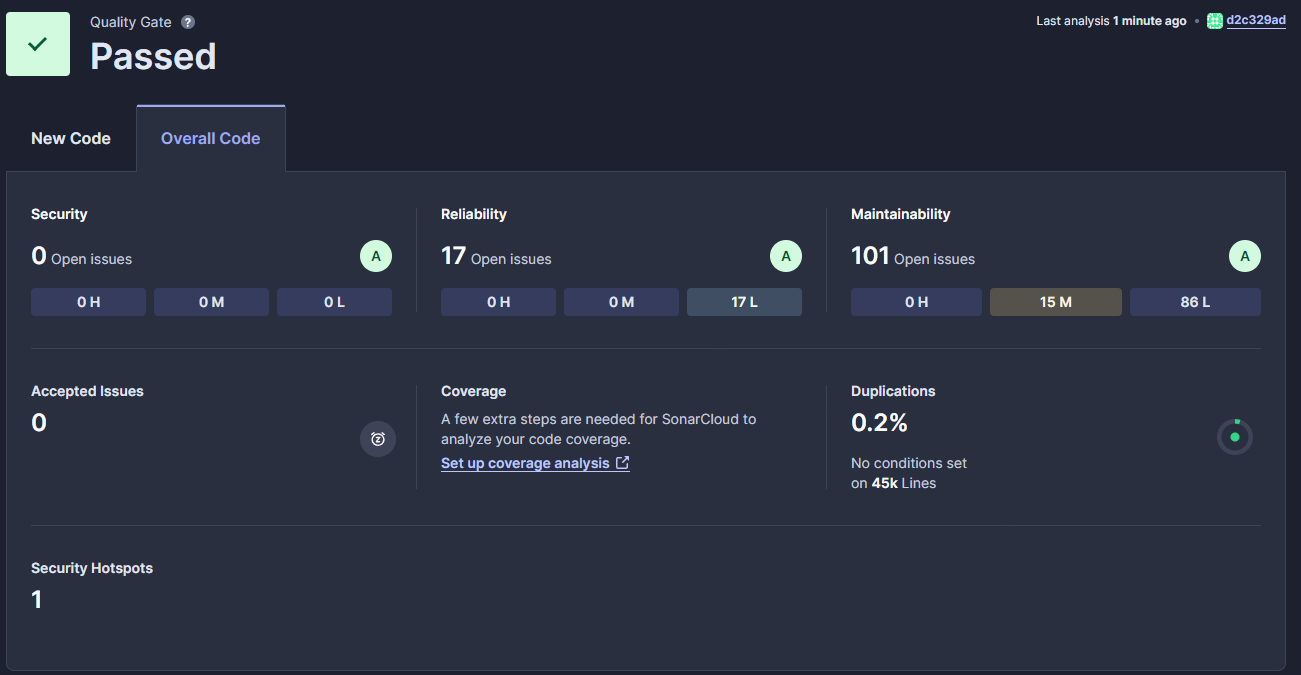 Quality Gate ?
Passed
Last analysis 1 minute ago • d2c329ad
New Code
Overall Code
Security
0 Open issues
A
0 H
0 M
0 L
Reliability
17 Open issues
A
0 H
0 M
17 L
Maintainability
101 Open issues
A
0 H
15 M
86 L
Accepted Issues
0
Coverage
A few extra steps are needed for SonarCloud to
analyze your code coverage.
Set up coverage analysis
Duplications
0.2%
No conditions set
on 45k Lines
Security Hotspots
1